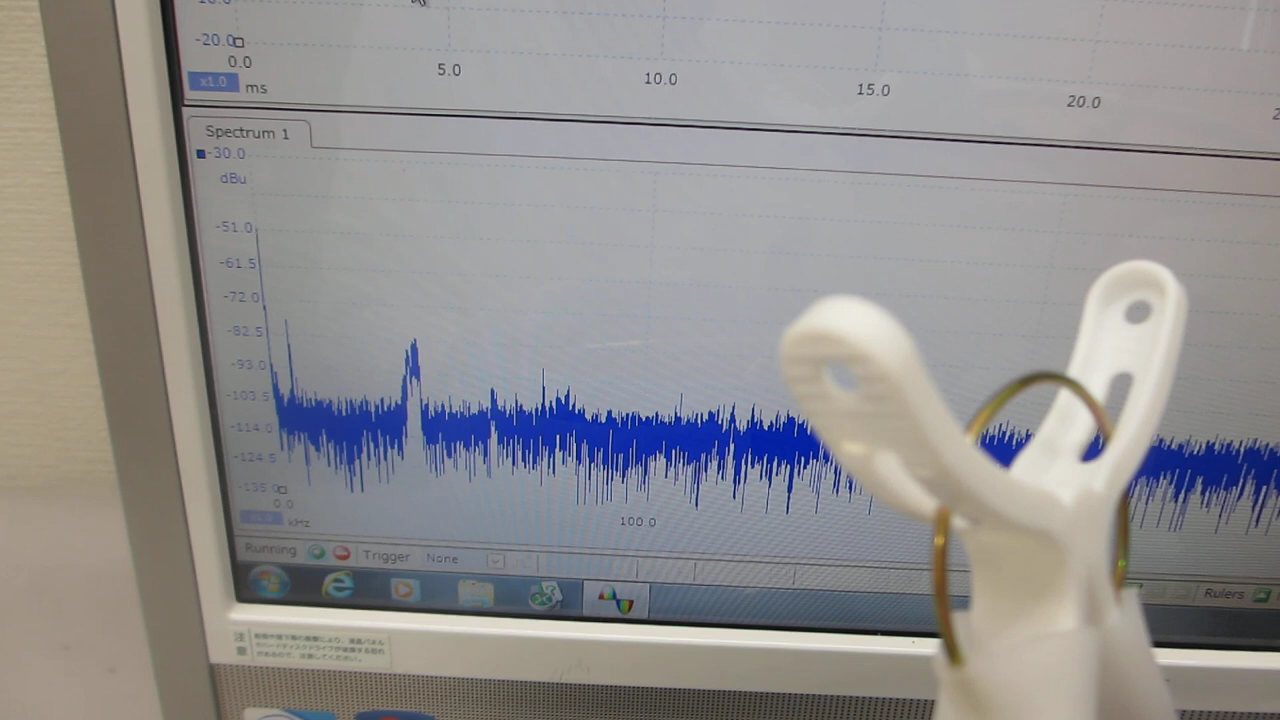 -20.0
0.0 5.0 10.0 15.0 20.0
x1.0 ms
Spectrum 1
-30.0
dBu
-51.0
-61.5
-72.0
-82.5
-93.0
-103.5
-114.0
-124.5
-135.0
0.0 100.0
kHz
Running Trigger None Rulers
注意